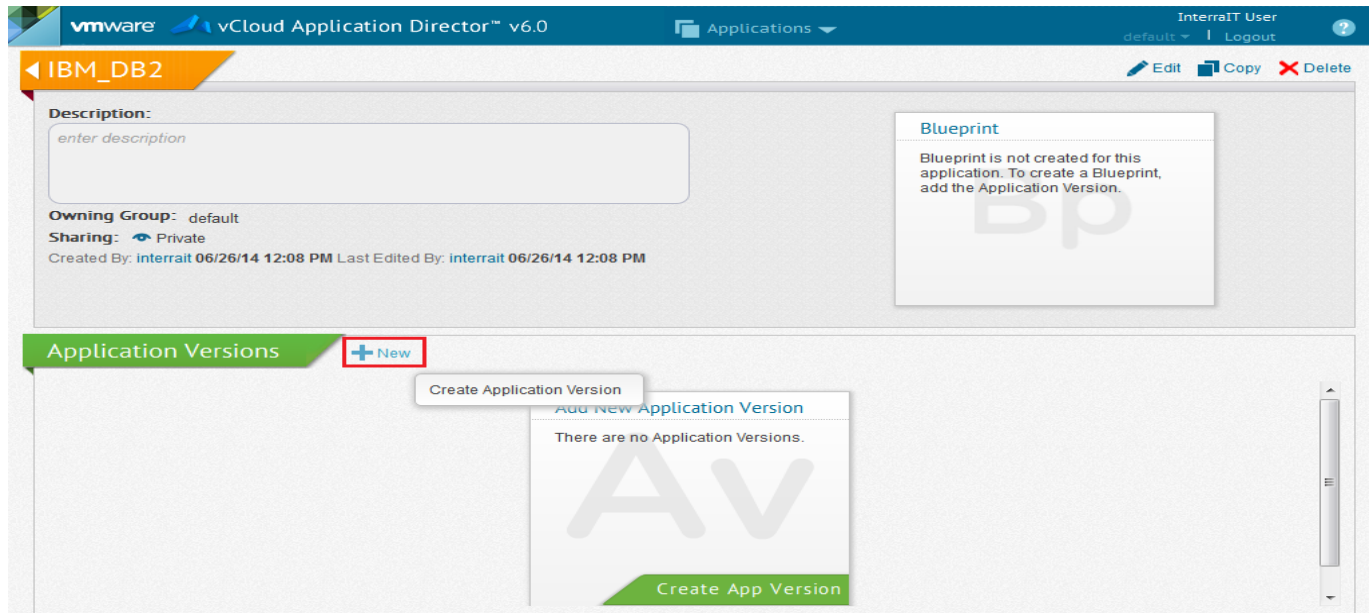 vmware vCloud Application Director™ v6.0
Applications
InterraIT User
default | Logout
?
IBM_DB2
Edit Copy Delete
Description:
enter description
Owning Group: default
Sharing: Private
Created By: interrait 06/26/14 12:08 PM Last Edited By: interrait 06/26/14 12:08 PM
Blueprint
Blueprint is not created for this
application. To create a Blueprint,
add the Application Version.
Bp
Application Versions
New
Create Application Version
Add New Application Version
There are no Application Versions.
Av
Create App Version